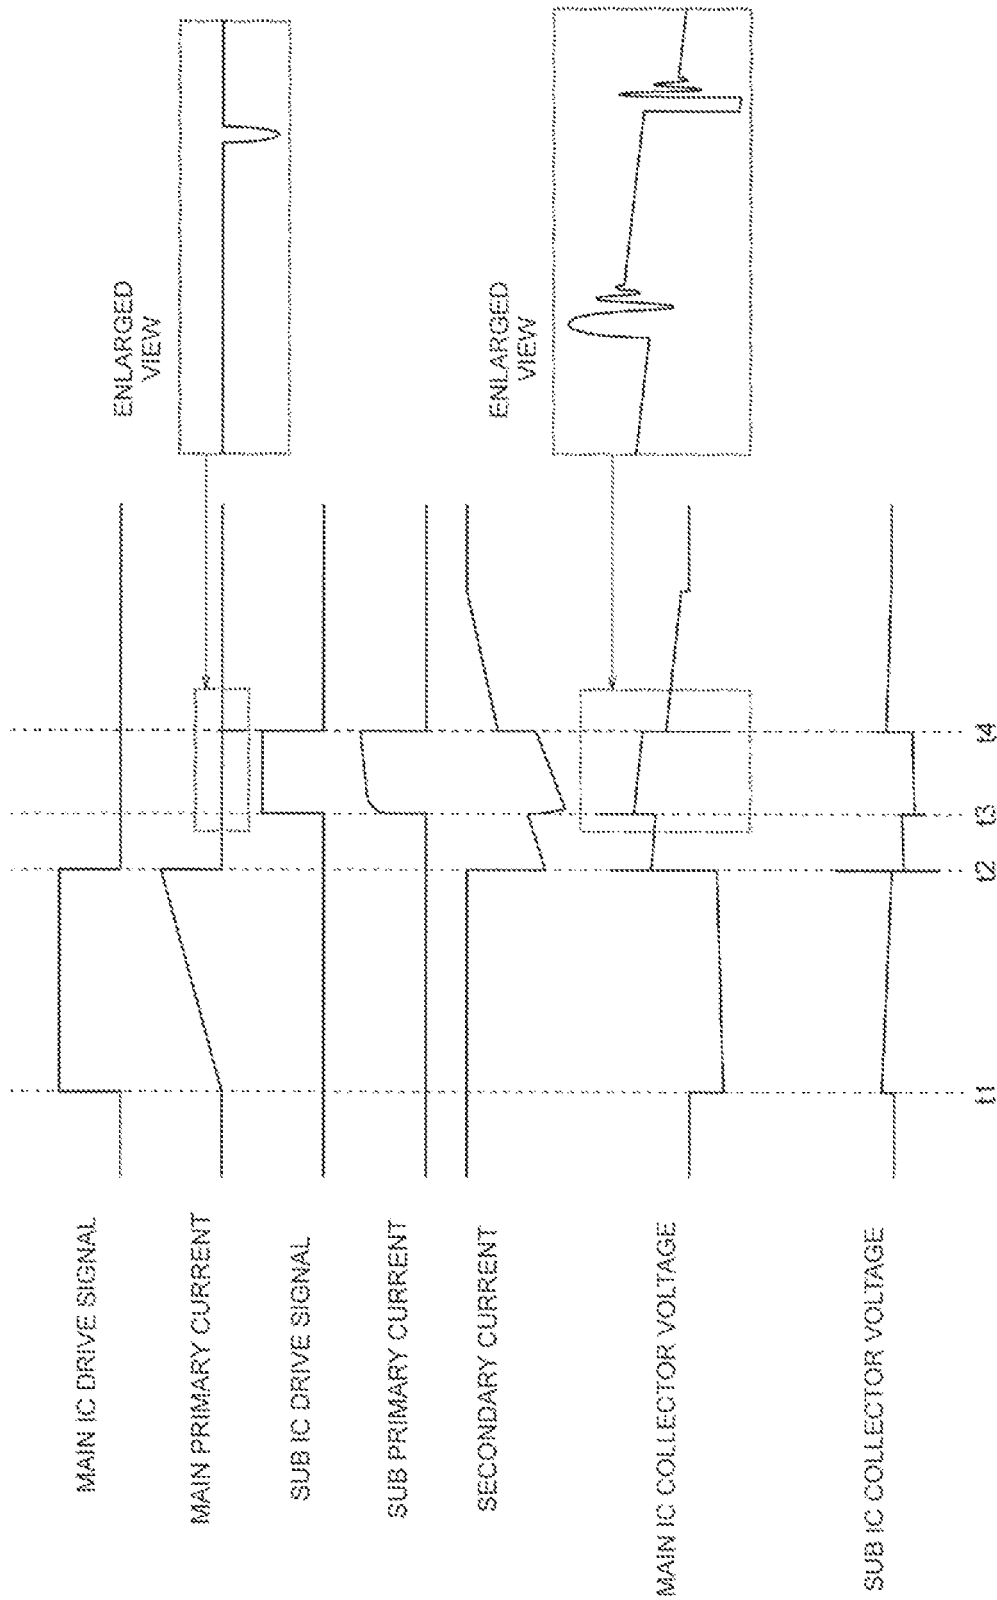 MAIN IC DRIVE SIGNAL
MAIN PRIMARY CURRENT
SUB IC DRIVE SIGNAL
SUB PRIMARY CURRENT
SECONDARY CURRENT
MAIN IC COLLECTOR VOLTAGE
SUB IC COLLECTOR VOLTAGE
t1
t2
t3
t4
ENLARGED
VIEW
ENLARGED
VIEW